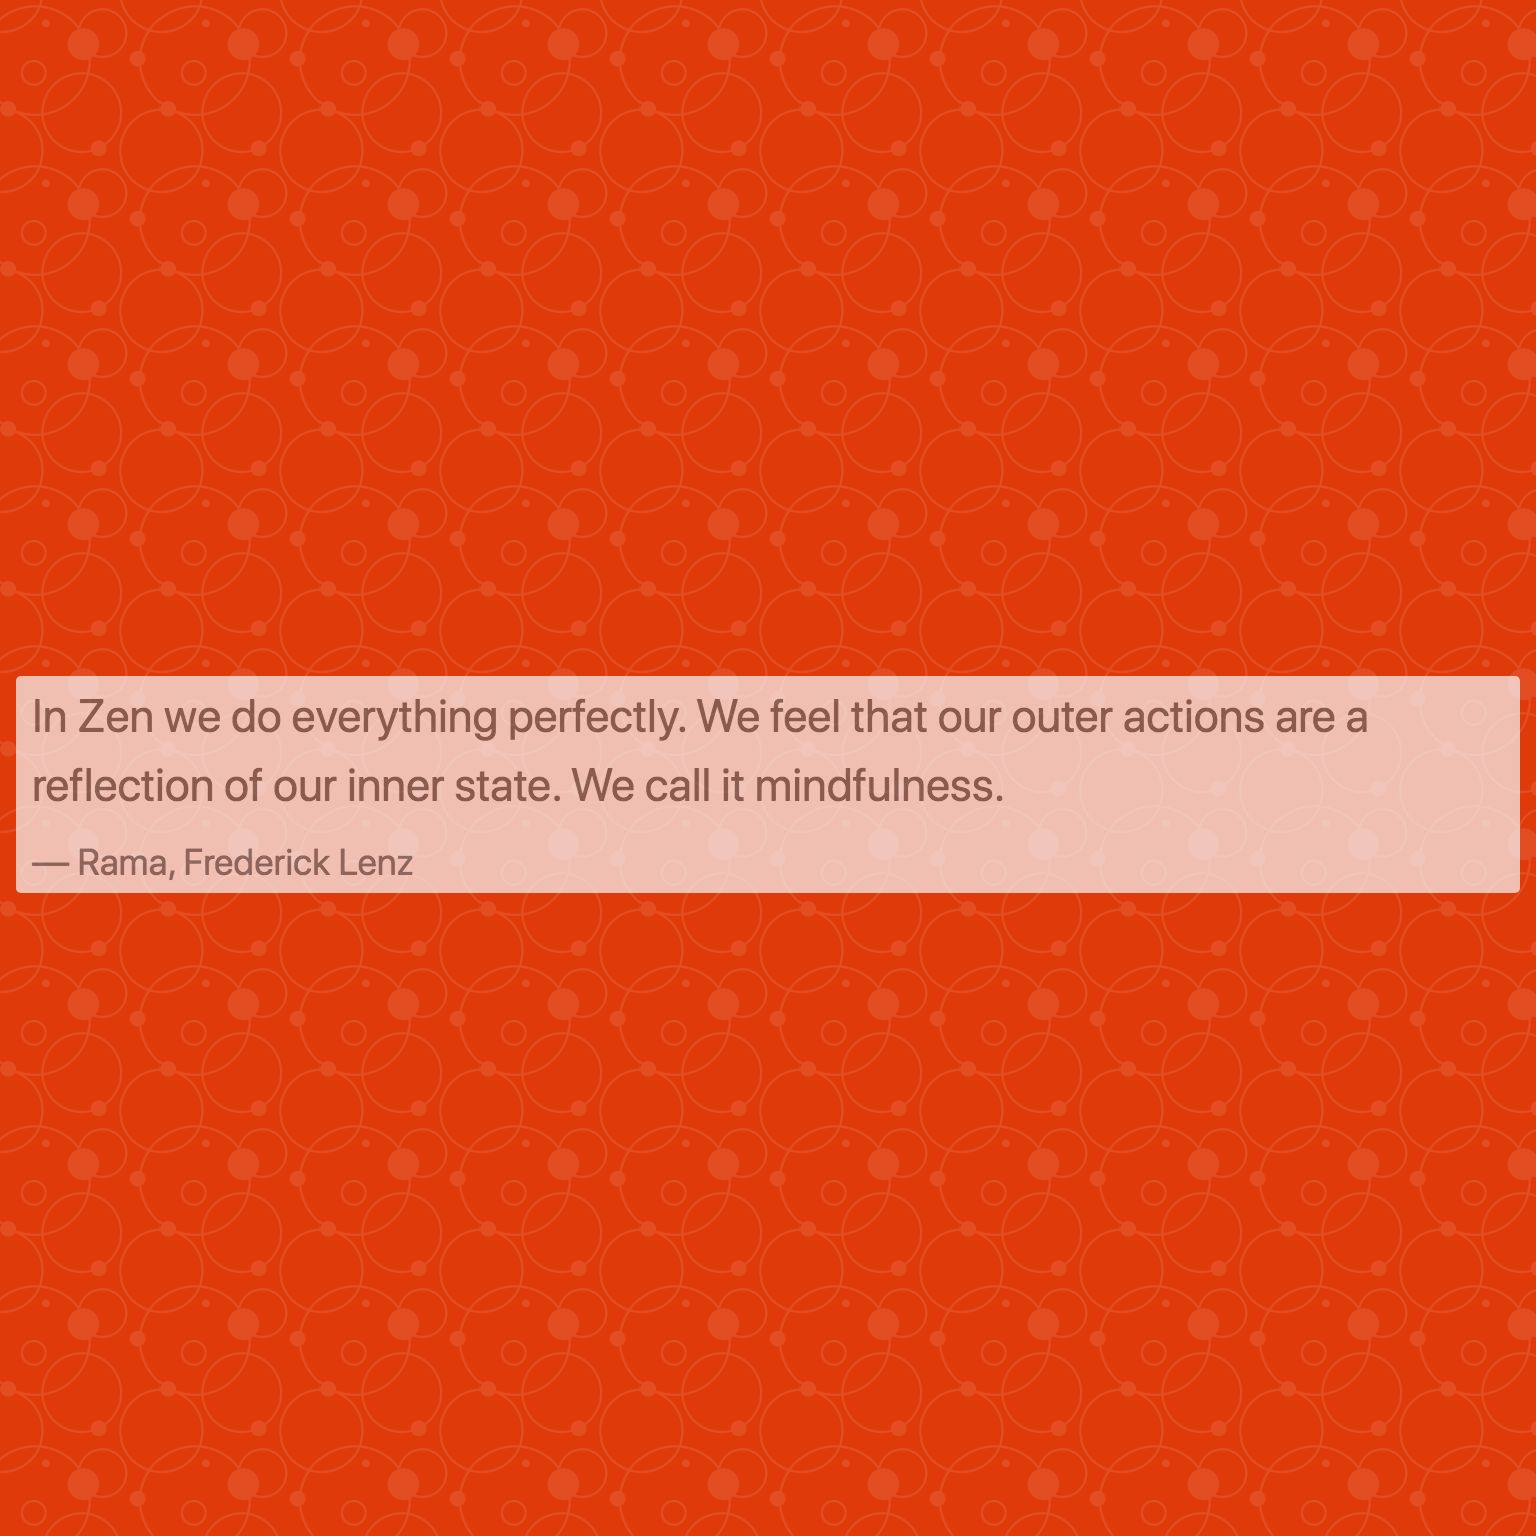 In Zen we do everything perfectly. We feel that our outer actions are a
reflection of our inner state. We call it mindfulness.
— Rama, Frederick Lenz